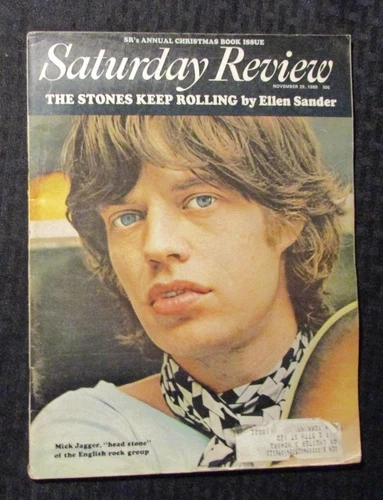 SR's ANNUAL CHRISTMAS BOOK ISSUE
Saturday Review
NOVEMBER 29, 1969 50¢
THE STONES KEEP ROLLING by Ellen Sander
Mick Jagger, "head stone"
of the English rock group